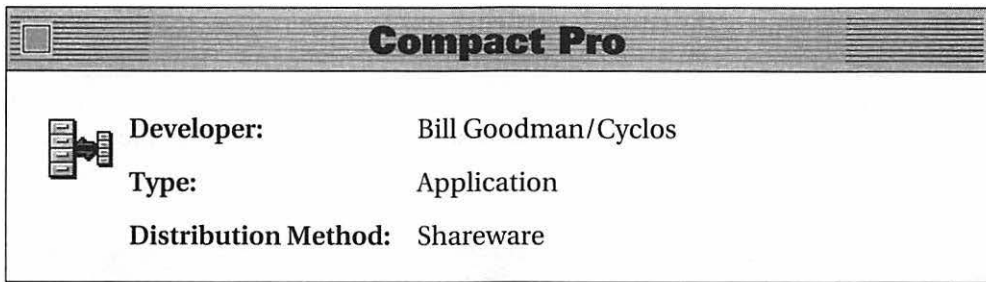 Compact Pro
Developer: Bill Goodman/Cyclos
Type: Application
Distribution Method: Shareware